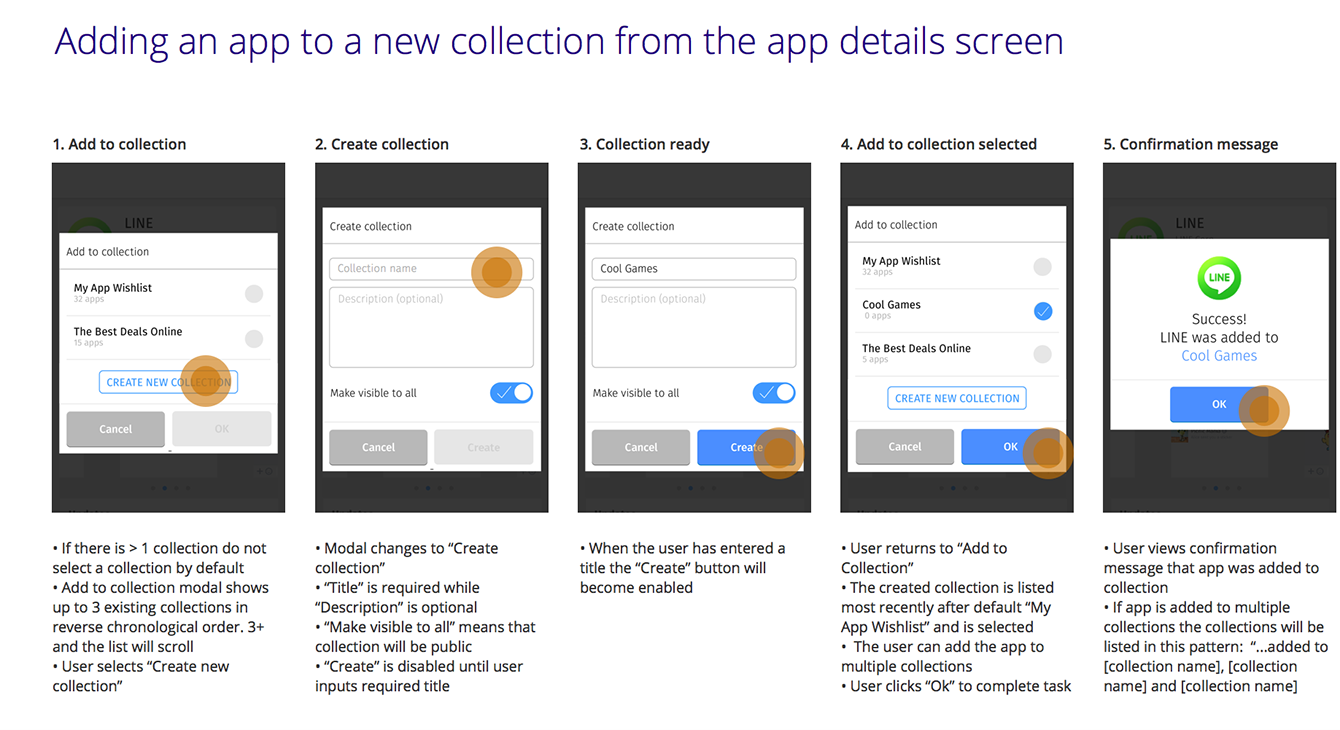 Adding an app to a new collection from the app details screen
1. Add to collection
LINE
Add to collection
My App Wishlist
32 apps
The Best Deals Online
15 apps
CREATE NEW COLLECTION
Cancel
OK
• If there is > 1 collection do not
select a collection by default
• Add to collection modal shows
up to 3 existing collections in
reverse chronological order. 3+
and the list will scroll
• User selects “Create new
collection”
2. Create collection
Create collection
Collection name
Description (optional)
Make visible to all
Cancel
Create
• Modal changes to “Create
collection”
• “Title” is required while
“Description” is optional
• “Make visible to all” means that
collection will be public
• “Create” is disabled until user
inputs required title
3. Collection ready
Create collection
Cool Games
Description (optional)
Make visible to all
Cancel
Create
• When the user has entered a
title the “Create” button will
become enabled
4. Add to collection selected
Add to collection
My App Wishlist
32 apps
Cool Games
0 apps
The Best Deals Online
5 apps
CREATE NEW COLLECTION
Cancel
OK
• User returns to “Add to
Collection”
• The created collection is listed
most recently after default “My
App Wishlist” and is selected
• The user can add the app to
multiple collections
• User clicks “Ok” to complete task
5. Confirmation message
LINE
LINE
Success!
LINE was added to
Cool Games
OK
• User views confirmation
message that app was added to
collection
• If app is added to multiple
collections the collections will be
listed in this pattern: “...added to
[collection name], [collection
name] and [collection name]